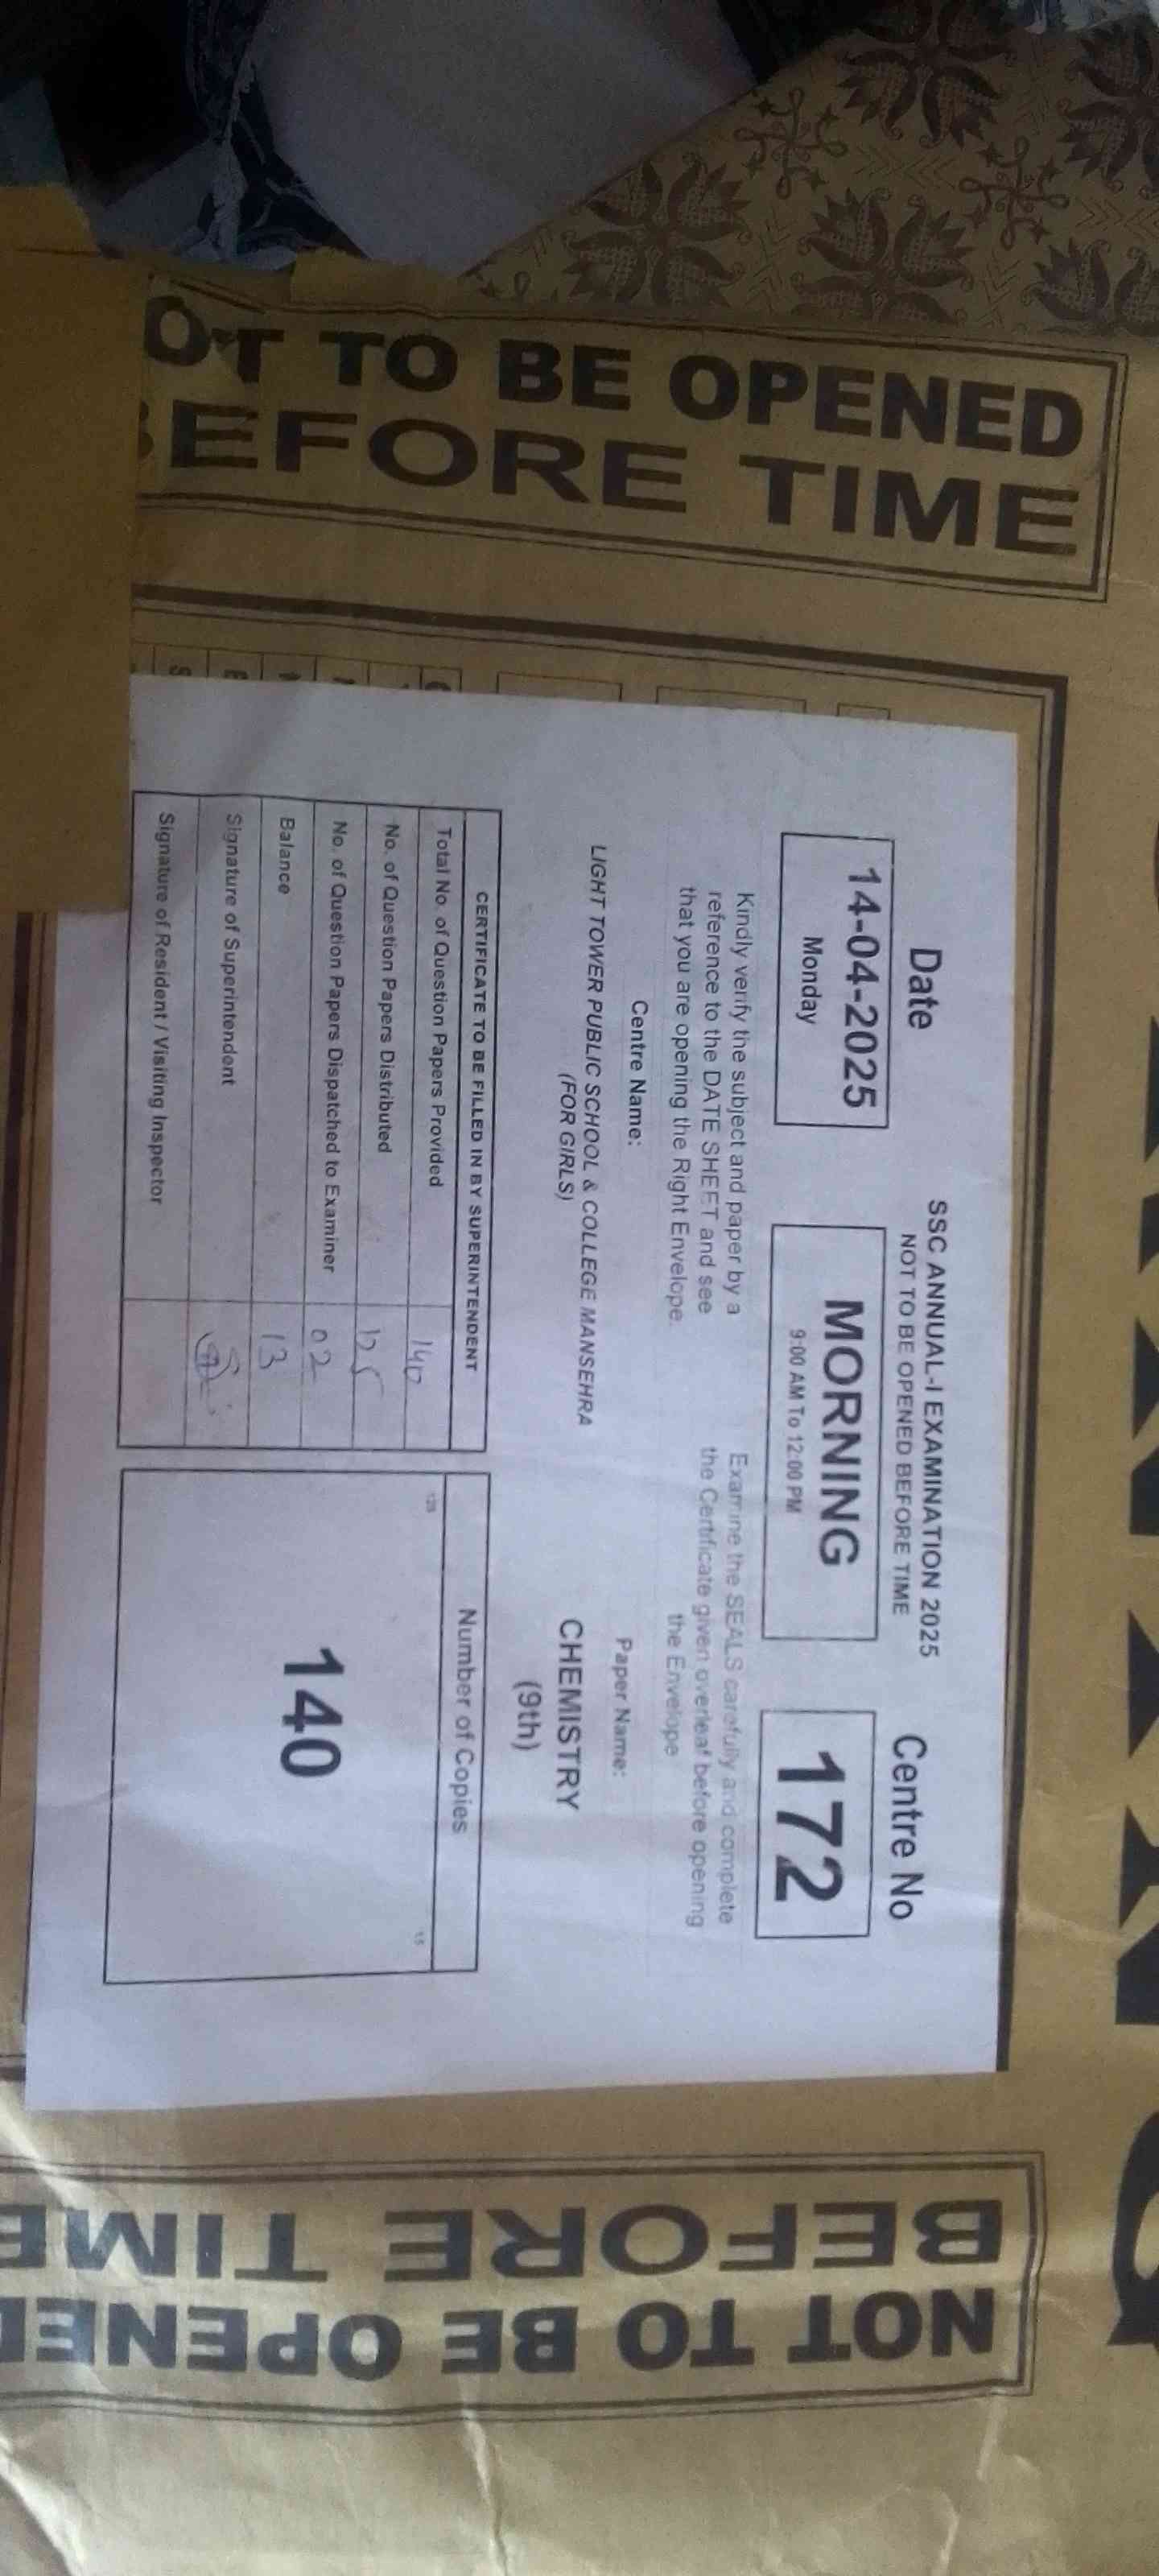 OT TO BE OPENED
BEFORE TIME
SSC ANNUAL-I EXAMINATION 2025
NOT TO BE OPENED BEFORE TIME
Date
14-04-2025
Monday
MORNING
9:00 AM To 12:00 PM
Centre No
172
Kindly verify the subject and paper by a
reference to the DATE SHEET and see
that you are opening the Right Envelope.
Examine the SEALS carefully and complete
the Certificate given overleaf before opening
the Envelope
Centre Name:
LIGHT TOWER PUBLIC SCHOOL & COLLEGE MANSEHRA
(FOR GIRLS)
Paper Name:
CHEMISTRY
(9th)
CERTIFICATE TO BE FILLED IN BY SUPERINTENDENT
Total No. of Question Papers Provided 140
No. of Question Papers Distributed 125
No. of Question Papers Dispatched to Examiner 02
Balance 13
Signature of Superintendent
Signature of Resident / Visiting Inspector
Number of Copies
125 15
140
NOT TO BE OPENED
BEFORE TIME